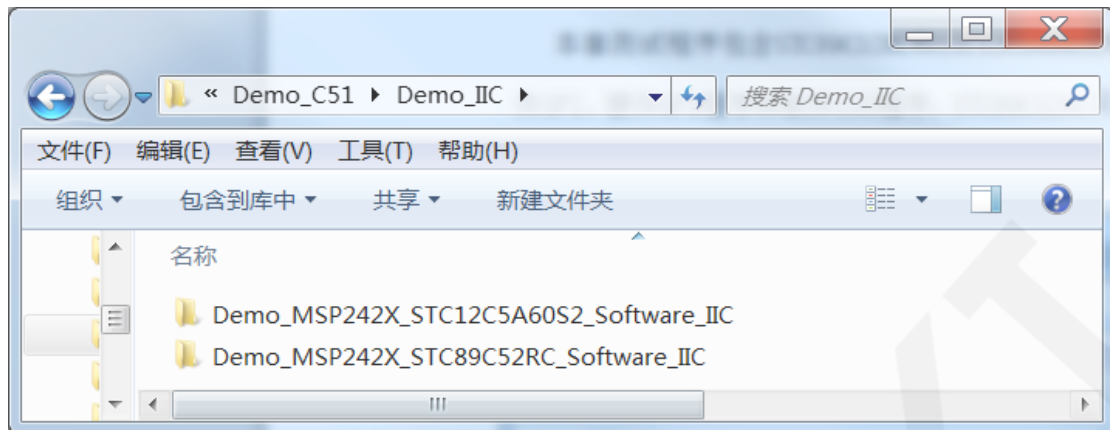 « Demo_C51 ▸ Demo_IIC ▸ 搜索 Demo_IIC
文件(F) 编辑(E) 查看(V) 工具(T) 帮助(H)
组织 包含到库中 共享 新建文件夹
名称
Demo_MSP242X_STC12C5A60S2_Software_IIC
Demo_MSP242X_STC89C52RC_Software_IIC